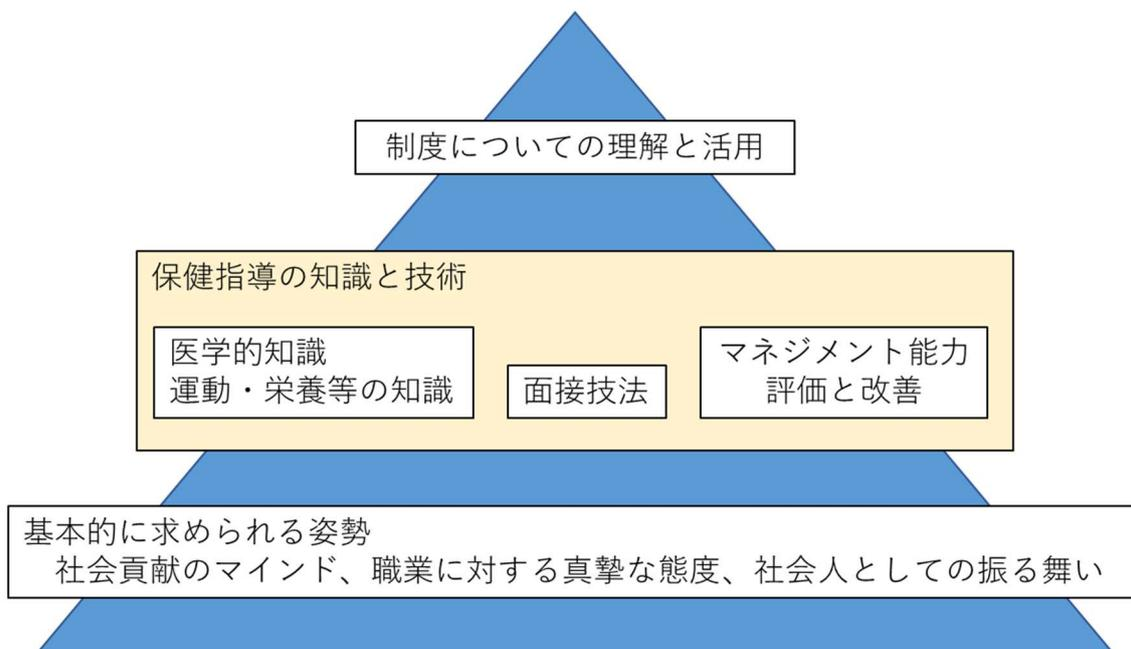 制度についての理解と活用
保健指導の知識と技術
医学的知識
運動・栄養等の知識
面接技法
マネジメント能力
評価と改善
基本的に求められる姿勢
社会貢献のマインド、職業に対する真摯な態度、社会人としての振る舞い